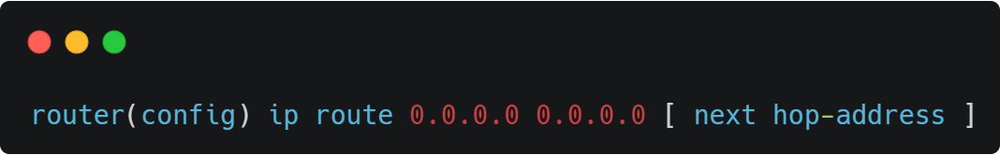 router(config) ip route 0.0.0.0 0.0.0.0 [ next hop-address ]